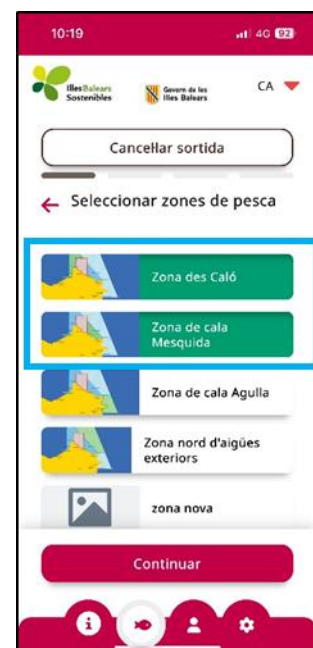 10:19 4G 92
Illes Balears
Sostenibles
Govern de les
Illes Balears
CA
Cancel·lar sortida
Seleccionar zones de pesca
Zona des Caló
Zona de cala
Mesquida
Zona de cala Agulla
Zona nord d'aigües
exteriors
zona nova
Continuar